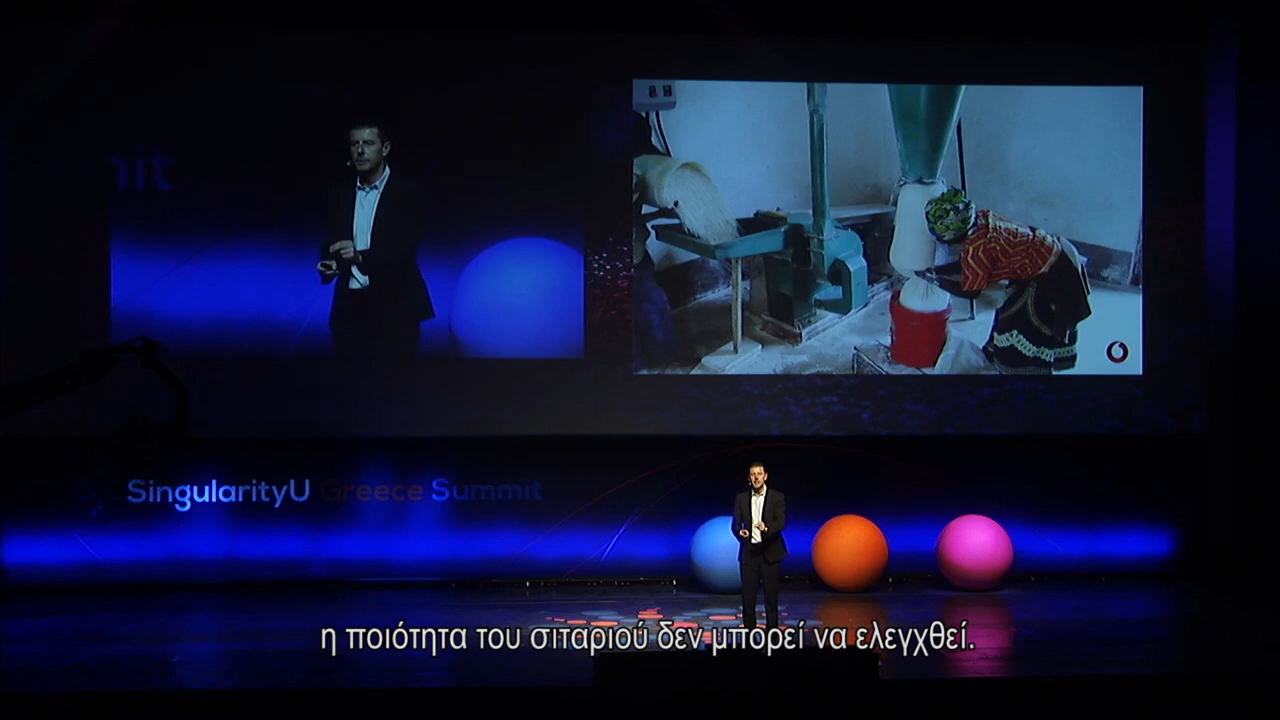 nit
SingularityU Greece Summit
η ποιότητα του σιταριού δεν μπορεί να ελεγχθεί.